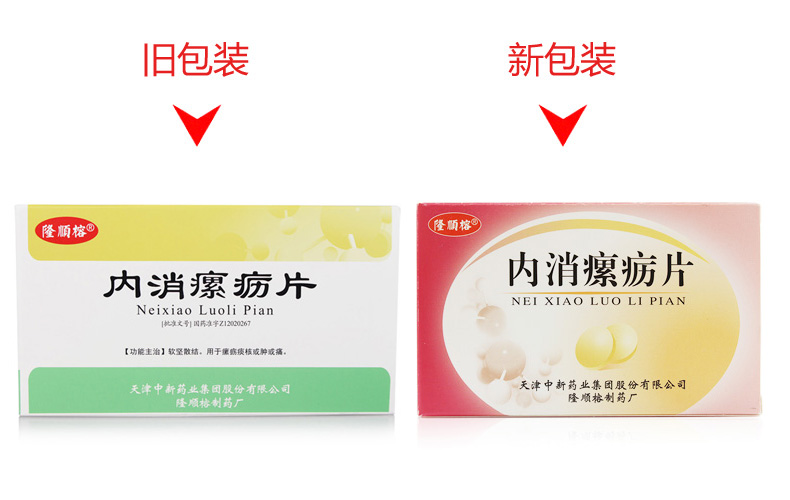 旧包装
新包装
隆顺榕®
内消瘰疬片
Neixiao Luoli Pian
[批准文号] 国药准字Z12020267
【功能主治】软坚散结。用于瘰疬痰核或肿或痛。
天津中新药业集团股份有限公司
隆顺榕制药厂
隆顺榕®
内消瘰疬片
NEI XIAO LUO LI PIAN
天津中新药业集团股份有限公司
隆顺榕制药厂